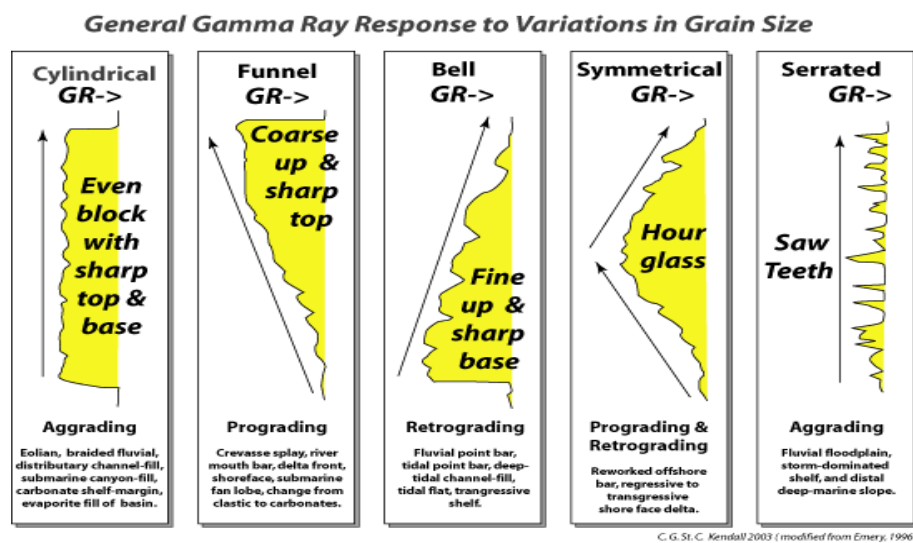 General Gamma Ray Response to Variations in Grain Size
Cylindrical
GR->
Even
block
with
sharp
top &
base
Aggrading
Eolian, braided fluvial,
distributary channel-fill,
submarine canyon-fill,
carbonate shelf-margin,
evaporite fill of basin.
Funnel
GR->
Coarse
up &
sharp
top
Prograding
Crevasse splay, river
mouth bar, delta front,
shoreface, submarine
fan lobe, change from
clastic to carbonates.
Bell
GR->
Fine
up &
sharp
base
Retrograding
Fluvial point bar,
tidal point bar, deep-
tidal channel-fill,
tidal flat, trangressive
shelf.
Symmetrical
GR->
Hour
glass
Prograding &
Retrograding
Reworked offshore
bar, regressive to
transgressive
shore face delta.
Serrated
GR->
Saw
Teeth
Aggrading
Fluvial floodplain,
storm-dominated
shelf, and distal
deep-marine slope.
C. G. St. C. Kendall 2003 ( modified from Emery, 1996